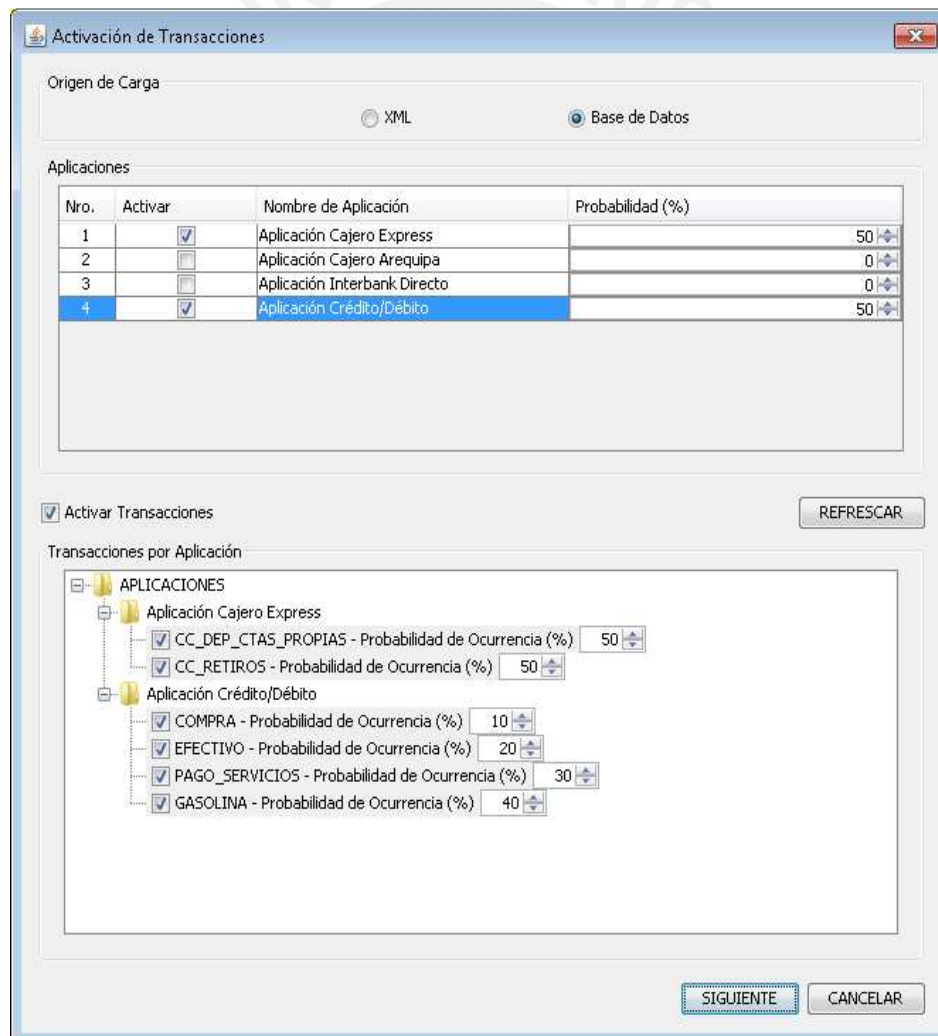 Activación de Transacciones
Origen de Carga
XML Base de Datos
Aplicaciones
Nro. Activar Nombre de Aplicación Probabilidad (%)
1 Aplicación Cajero Express 50
2 Aplicación Cajero Arequipa 0
3 Aplicación Interbank Directo 0
4 Aplicación Crédito/Débito 50
Activar Transacciones REFRESCAR
Transacciones por Aplicación
APLICACIONES
Aplicación Cajero Express
CC_DEP_CTAS_PROPIAS - Probabilidad de Ocurrencia (%) 50
CC_RETIROS - Probabilidad de Ocurrencia (%) 50
Aplicación Crédito/Débito
COMPRA - Probabilidad de Ocurrencia (%) 10
EFECTIVO - Probabilidad de Ocurrencia (%) 20
PAGO_SERVICIOS - Probabilidad de Ocurrencia (%) 30
GASOLINA - Probabilidad de Ocurrencia (%) 40
SIGUIENTE CANCELAR